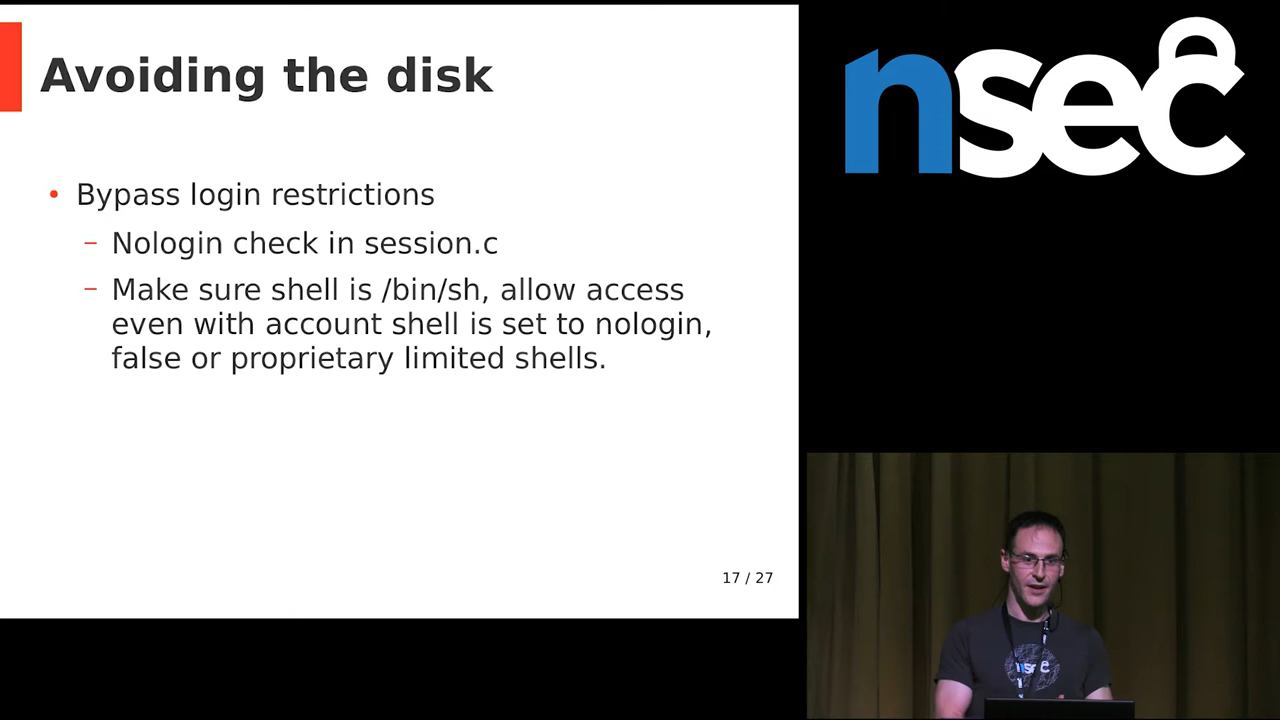 Avoiding the disk
• Bypass login restrictions
– Nologin check in session.c
– Make sure shell is /bin/sh, allow access
even with account shell is set to nologin,
false or proprietary limited shells.
17 / 27
nsec
nsec